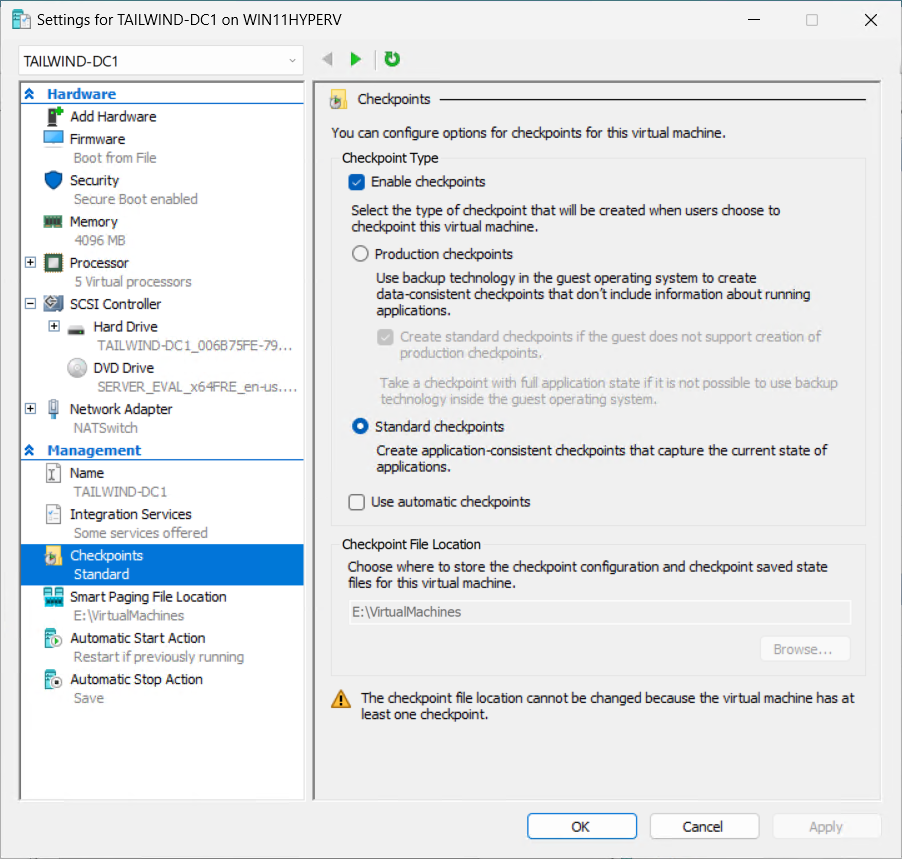 Settings for TAILWIND-DC1 on WIN11HYPERV
TAILWIND-DC1
Hardware
Add Hardware
Firmware
Boot from File
Security
Secure Boot enabled
Memory
4096 MB
Processor
5 Virtual processors
SCSI Controller
Hard Drive
TAILWIND-DC1_006B75FE-79...
DVD Drive
SERVER_EVAL_x64FRE_en-us....
Network Adapter
NATSwitch
Management
Name
TAILWIND-DC1
Integration Services
Some services offered
Checkpoints
Standard
Smart Paging File Location
E:\VirtualMachines
Automatic Start Action
Restart if previously running
Automatic Stop Action
Save
Checkpoints
You can configure options for checkpoints for this virtual machine.
Checkpoint Type
Enable checkpoints
Select the type of checkpoint that will be created when users choose to
checkpoint this virtual machine.
Production checkpoints
Use backup technology in the guest operating system to create
data-consistent checkpoints that don't include information about running
applications.
Create standard checkpoints if the guest does not support creation of
production checkpoints.
Take a checkpoint with full application state if it is not possible to use backup
technology inside the guest operating system.
Standard checkpoints
Create application-consistent checkpoints that capture the current state of
applications.
Use automatic checkpoints
Checkpoint File Location
Choose where to store the checkpoint configuration and checkpoint saved state
files for this virtual machine.
E:\VirtualMachines
Browse...
The checkpoint file location cannot be changed because the virtual machine has at
least one checkpoint.
OK
Cancel
Apply